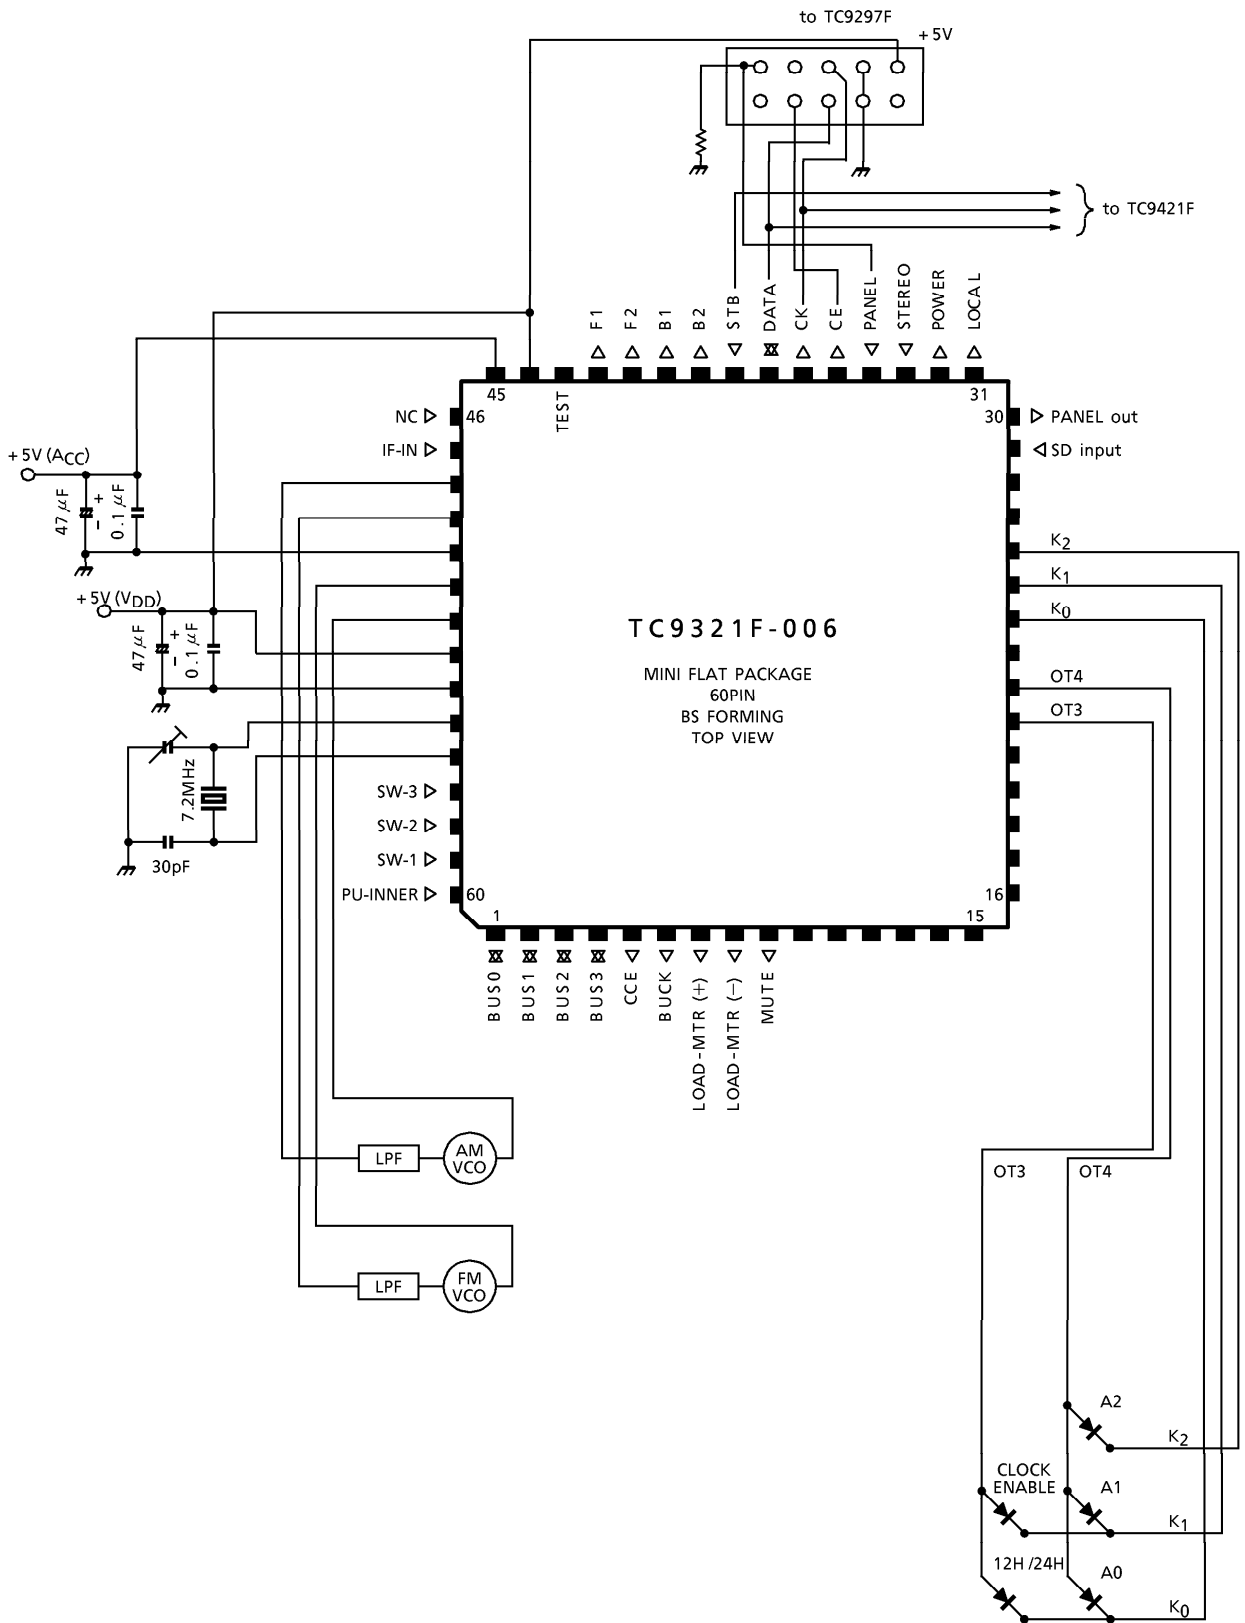 to TC9297F
+5V
to TC9421F
F1
F2
B1
B2
STB
DATA
CK
CE
PANEL
STEREO
POWER
LOCAL
45
TEST
31
NC
46
30
PANEL out
IF-IN
SD input
+5V (ACC)
47μF
- +
0.1μF
K2
K1
K0
+5V (VDD)
47μF
- +
0.1μF
TC9321F-006
MINI FLAT PACKAGE
60PIN
BS FORMING
TOP VIEW
OT4
OT3
7.2MHz
30pF
SW-3
SW-2
SW-1
PU-INNER
60
16
1
15
BUS0
BUS1
BUS2
BUS3
CCE
BUCK
LOAD-MTR (+)
LOAD-MTR (−)
MUTE
LPF
AM
VCO
OT3
OT4
LPF
FM
VCO
A2
K2
CLOCK
ENABLE
A1
K1
12H/24H
A0
K0